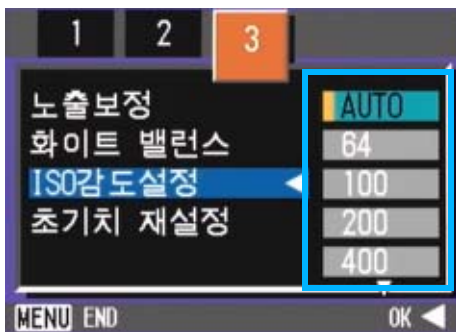 1 2 3
노출보정 AUTO
화이트 밸런스 64
ISO감도설정 100
초기치 재설정 200
400
MENU END OK